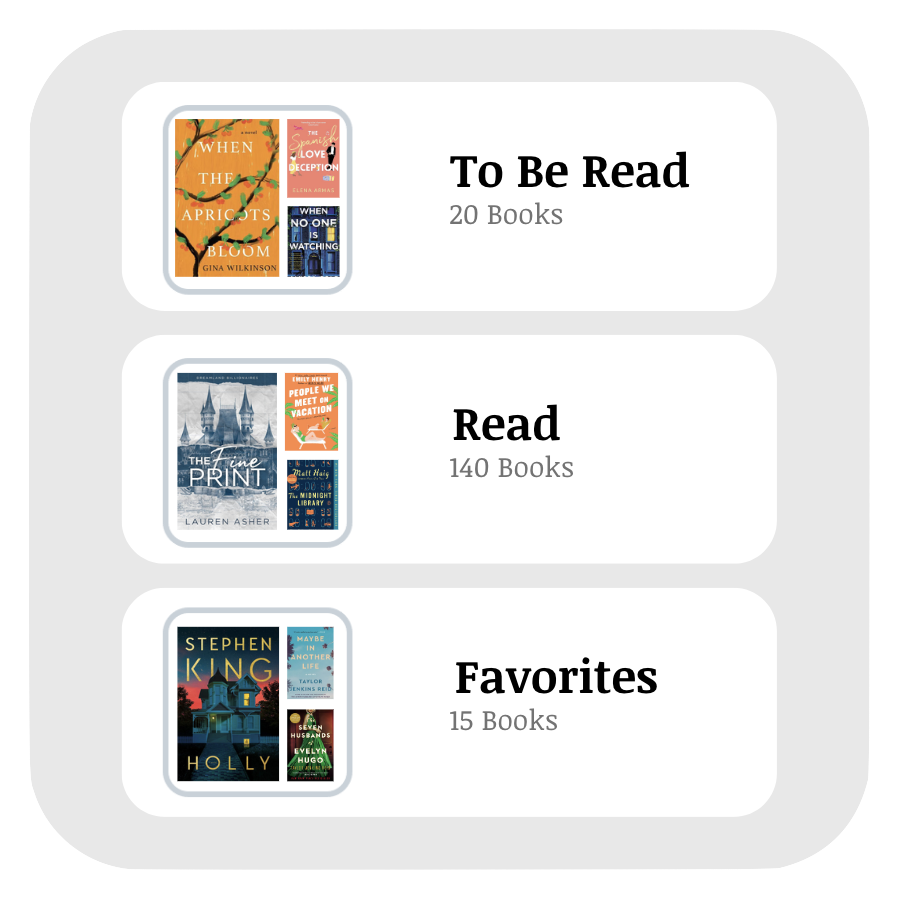 a novel
WHEN
THE
APRICOTS
BLOOM
GINA WILKINSON
THE
Spanish
LOVE
DECEPTION
ELENA ARMAS
WHEN
NO ONE
IS
WATCHING
To Be Read
20 Books
DREAMLAND BILLIONAIRES
THE Fine
PRINT
LAUREN ASHER
EMILY HENRY
PEOPLE WE
MEET ON
VACATION
Matt Haig
The MIDNIGHT
LIBRARY
Read
140 Books
STEPHEN
KING
HOLLY
MAYBE
IN
ANOTHER
LIFE
TAYLOR
JENKINS REID
The
SEVEN
HUSBANDS
of
EVELYN
HUGO
Favorites
15 Books